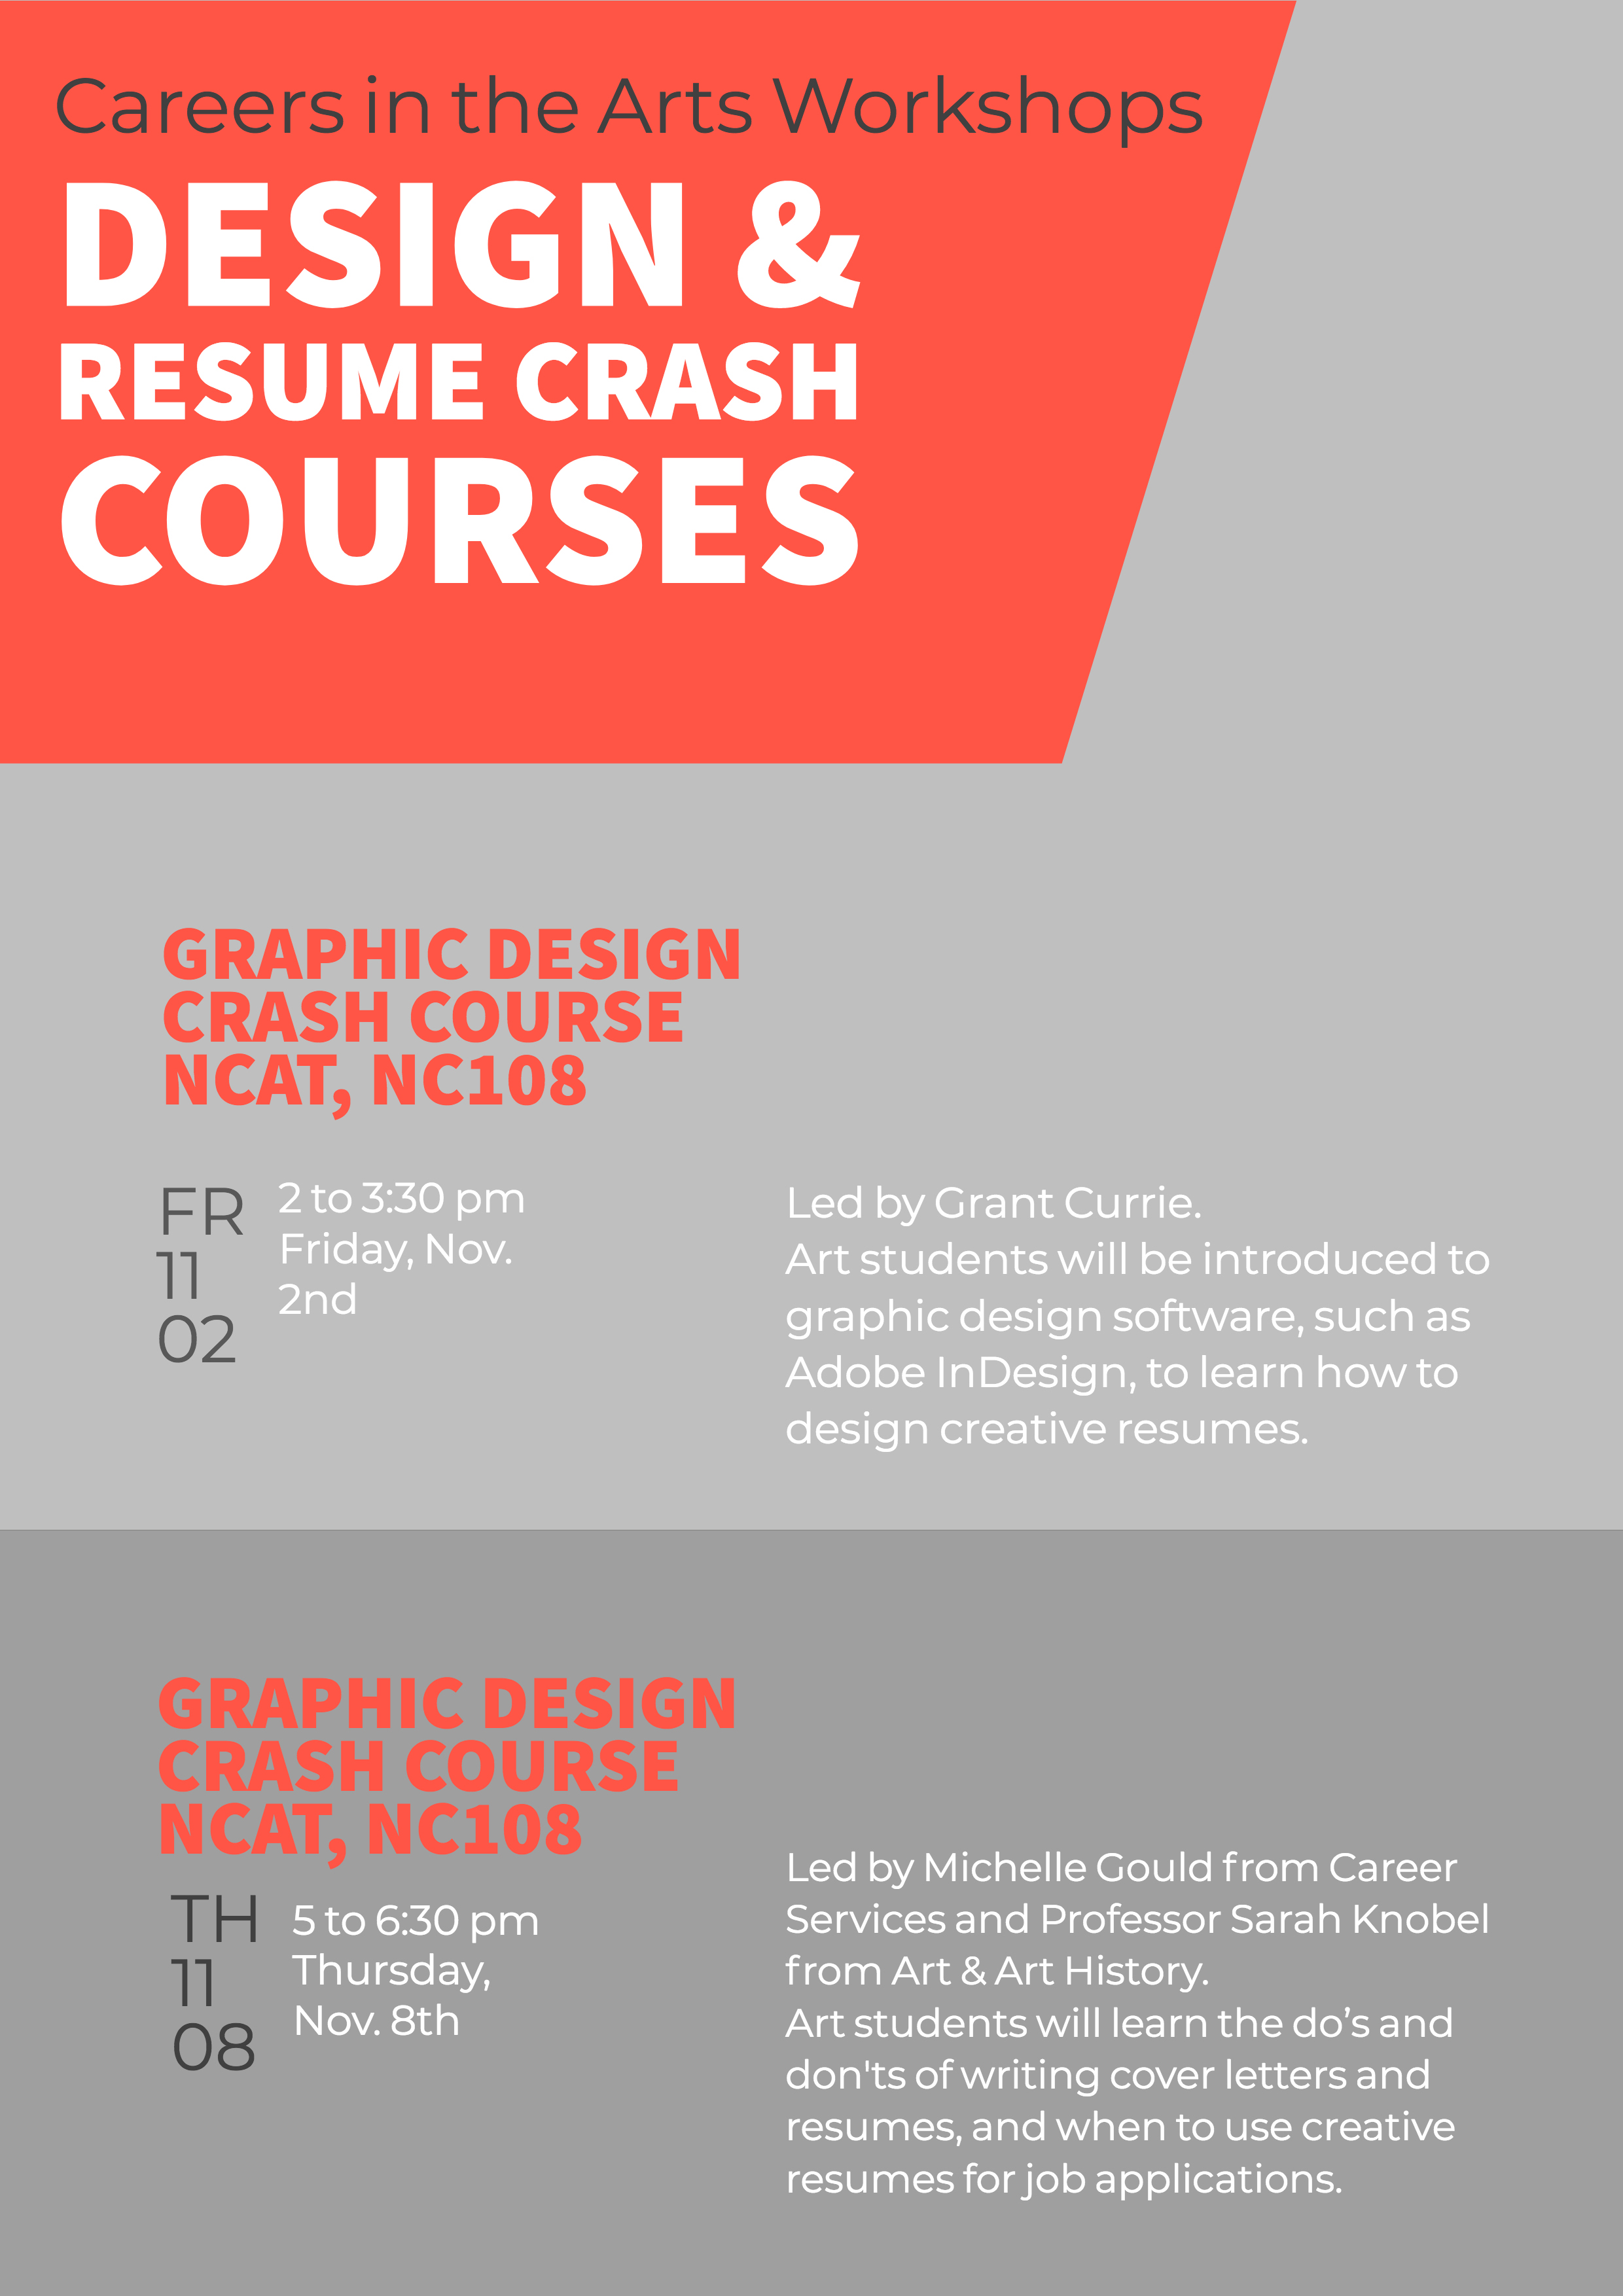 Careers in the Arts Workshops
DESIGN &
RESUME CRASH
COURSES
GRAPHIC DESIGN
CRASH COURSE
NCAT, NC108
FR
11
02
2 to 3:30 pm
Friday, Nov.
2nd
Led by Grant Currie.
Art students will be introduced to
graphic design software, such as
Adobe InDesign, to learn how to
design creative resumes.
GRAPHIC DESIGN
CRASH COURSE
NCAT, NC108
TH
11
08
5 to 6:30 pm
Thursday,
Nov. 8th
Led by Michelle Gould from Career
Services and Professor Sarah Knobel
from Art & Art History.
Art students will learn the do’s and
don'ts of writing cover letters and
resumes, and when to use creative
resumes for job applications.